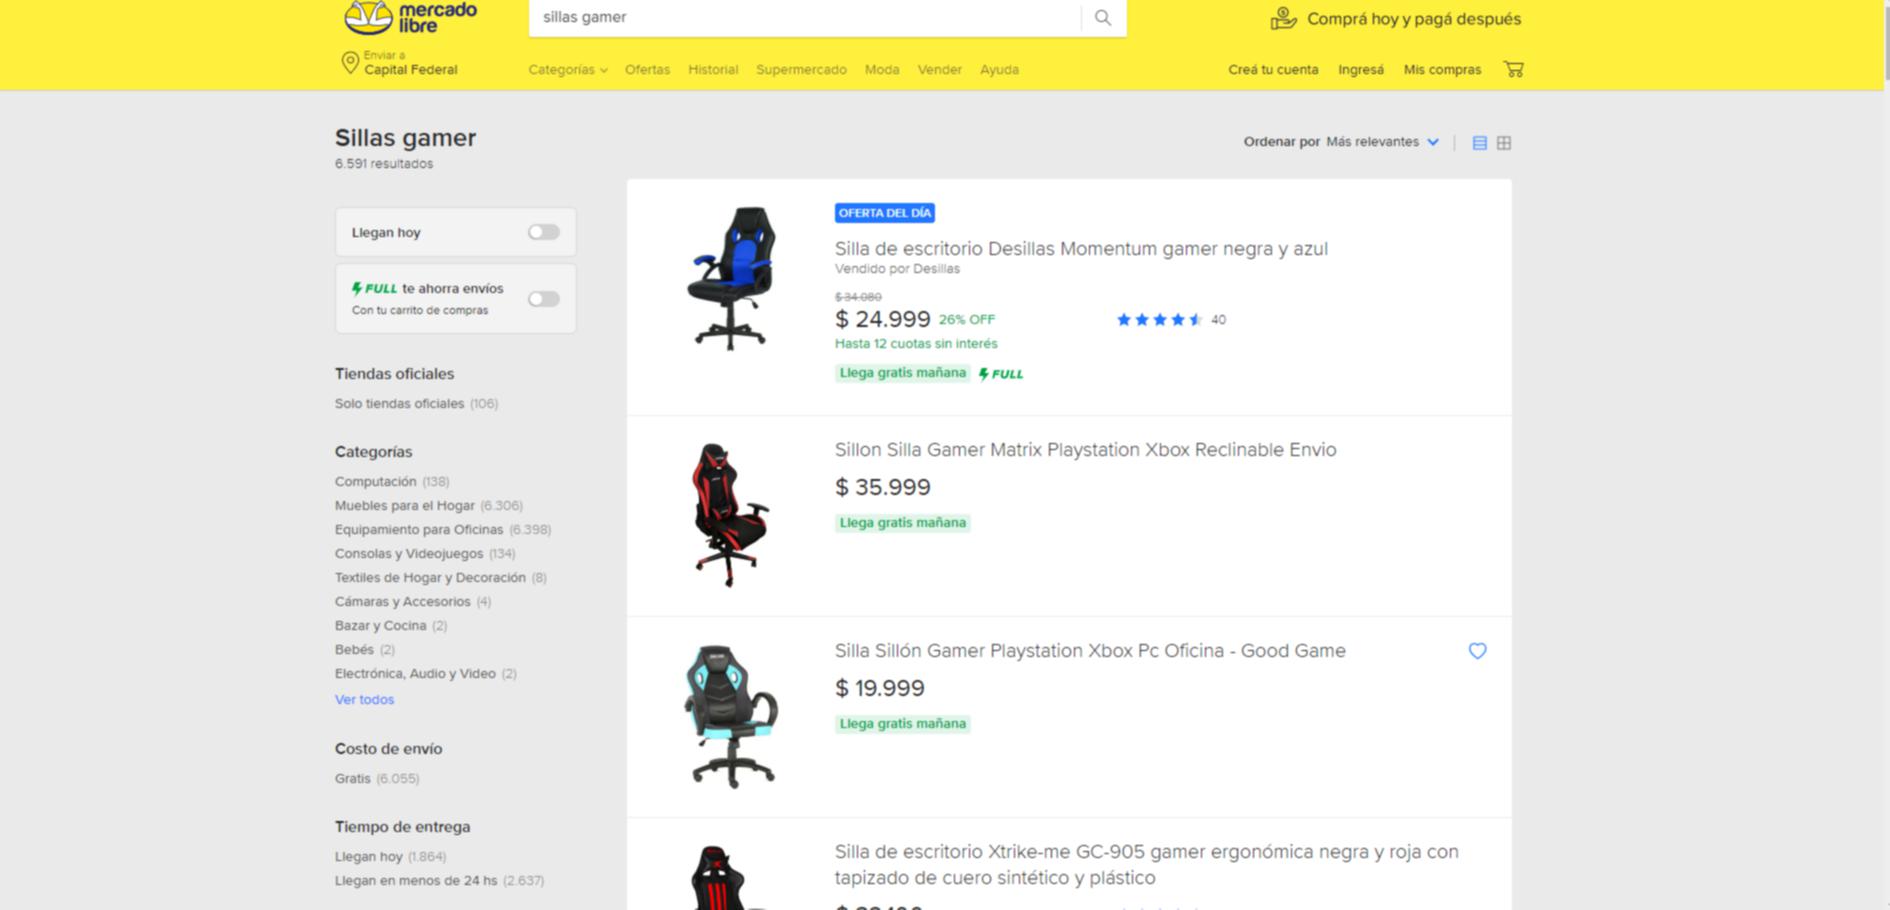 mercado
libre
sillas gamer
Comprá hoy y pagá después
Enviar a
Capital Federal
Categorías
Ofertas
Historial
Supermercado
Moda
Vender
Ayuda
Creá tu cuenta
Ingresá
Mis compras
Sillas gamer
6.591 resultados
Ordenar por Más relevantes
Llegan hoy
FULL te ahorra envíos
Con tu carrito de compras
Tiendas oficiales
Solo tiendas oficiales (106)
Categorías
Computación (138)
Muebles para el Hogar (6.306)
Equipamiento para Oficinas (6.398)
Consolas y Videojuegos (134)
Textiles de Hogar y Decoración (8)
Cámaras y Accesorios (4)
Bazar y Cocina (2)
Bebés (2)
Electrónica, Audio y Video (2)
Ver todos
Costo de envío
Gratis (6.055)
Tiempo de entrega
Llegan hoy (1.864)
Llegan en menos de 24 hs (2.637)
OFERTA DEL DÍA
Silla de escritorio Desillas Momentum gamer negra y azul
Vendido por Desillas
$ 34.080
$ 24.999 26% OFF
40
Hasta 12 cuotas sin interés
Llega gratis mañana FULL
Sillon Silla Gamer Matrix Playstation Xbox Reclinable Envio
$ 35.999
Llega gratis mañana
Silla Sillón Gamer Playstation Xbox Pc Oficina - Good Game
$ 19.999
Llega gratis mañana
Silla de escritorio Xtrike-me GC-905 gamer ergonómica negra y roja con
tapizado de cuero sintético y plástico